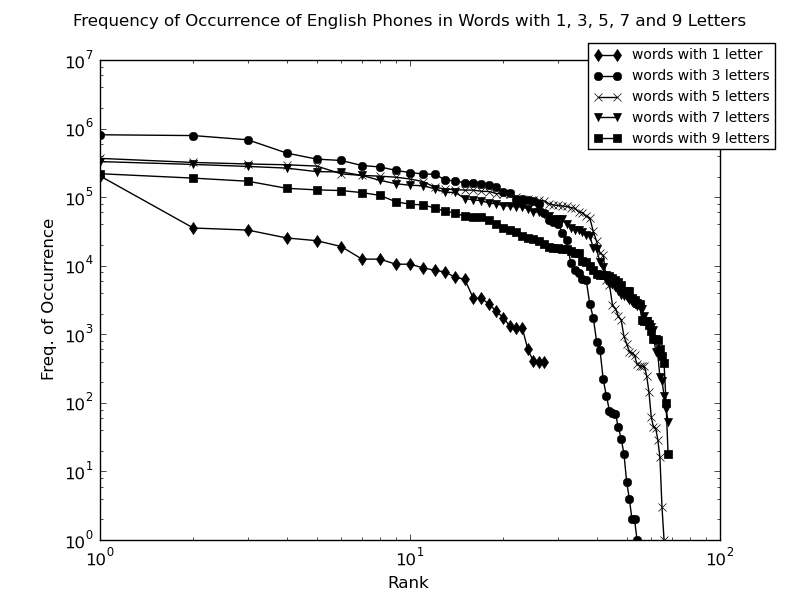 Frequency of Occurrence of English Phones in Words with 1, 3, 5, 7 and 9 Letters
words with 1 letter
words with 3 letters
words with 5 letters
words with 7 letters
words with 9 letters
10^7
10^6
10^5
10^4
10^3
10^2
10^1
10^0
Freq. of Occurrence
10^0 10^1 10^2
Rank